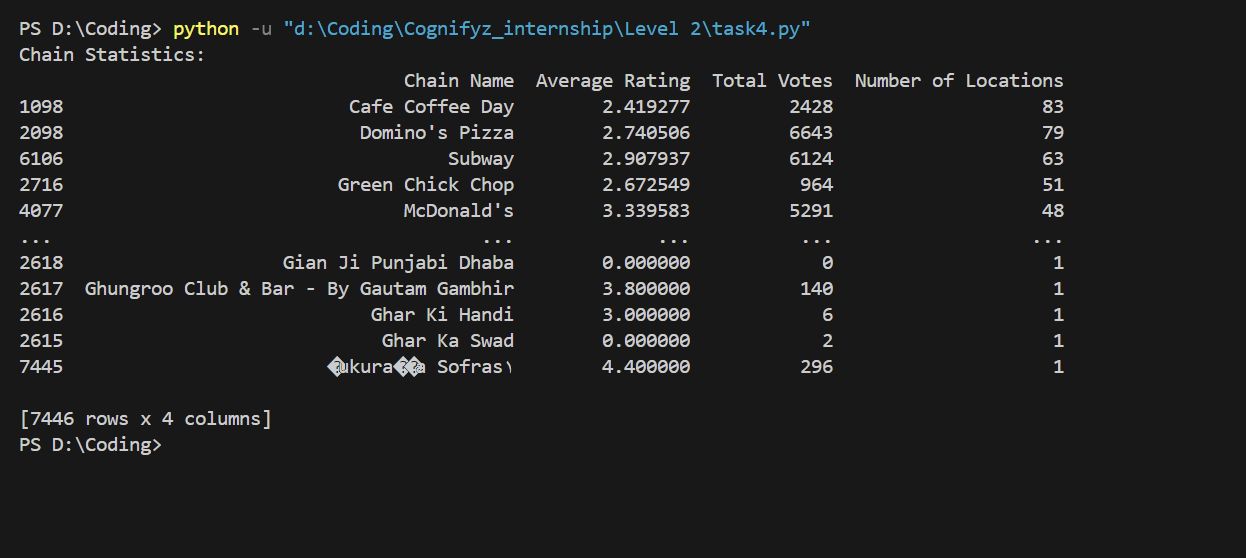 PS D:\Coding> python -u "d:\Coding\Cognifyz_internship\Level 2\task4.py"
Chain Statistics:
Chain Name  Average Rating  Total Votes  Number of Locations
1098 Cafe Coffee Day 2.419277 2428 83
2098 Domino's Pizza 2.740506 6643 79
6106 Subway 2.907937 6124 63
2716 Green Chick Chop 2.672549 964 51
4077 McDonald's 3.339583 5291 48
... ... ... ... ...
2618 Gian Ji Punjabi Dhaba 0.000000 0 1
2617 Ghungroo Club & Bar - By Gautam Gambhir 3.800000 140 1
2616 Ghar Ki Handi 3.000000 6 1
2615 Ghar Ka Swad 0.000000 2 1
7445 4.400000 296 1
[7446 rows x 4 columns]
PS D:\Coding>